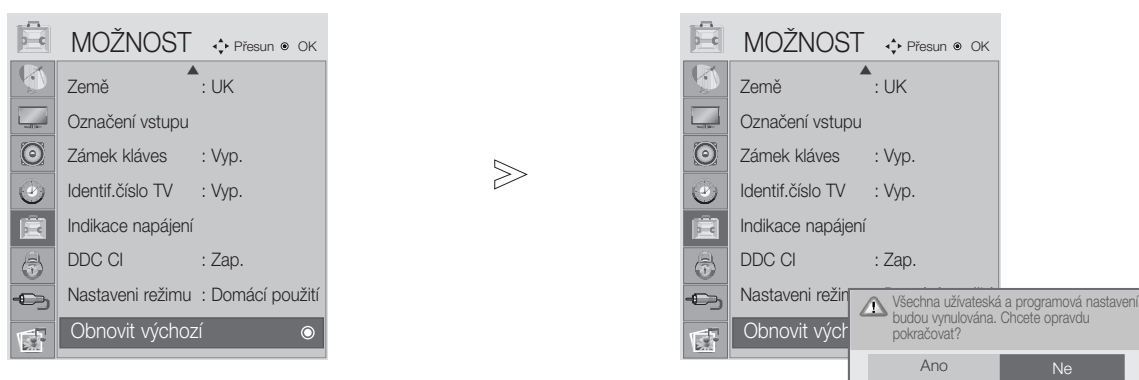 MOŽNOST Přesun OK
Země : UK
Označení vstupu
Zámek kláves : Vyp.
Identif.číslo TV : Vyp.
Indikace napájení
DDC CI : Zap.
Nastaveni režimu : Domácí použití
Obnovit výchozí
MOŽNOST Přesun OK
Země : UK
Označení vstupu
Zámek kláves : Vyp.
Identif.číslo TV : Vyp.
Indikace napájení
DDC CI : Zap.
Nastaveni režim
Obnovit vých
Všechna užívateská a programová nastavení
budou vynulována. Chcete opravdu
pokračovat?
Ano Ne